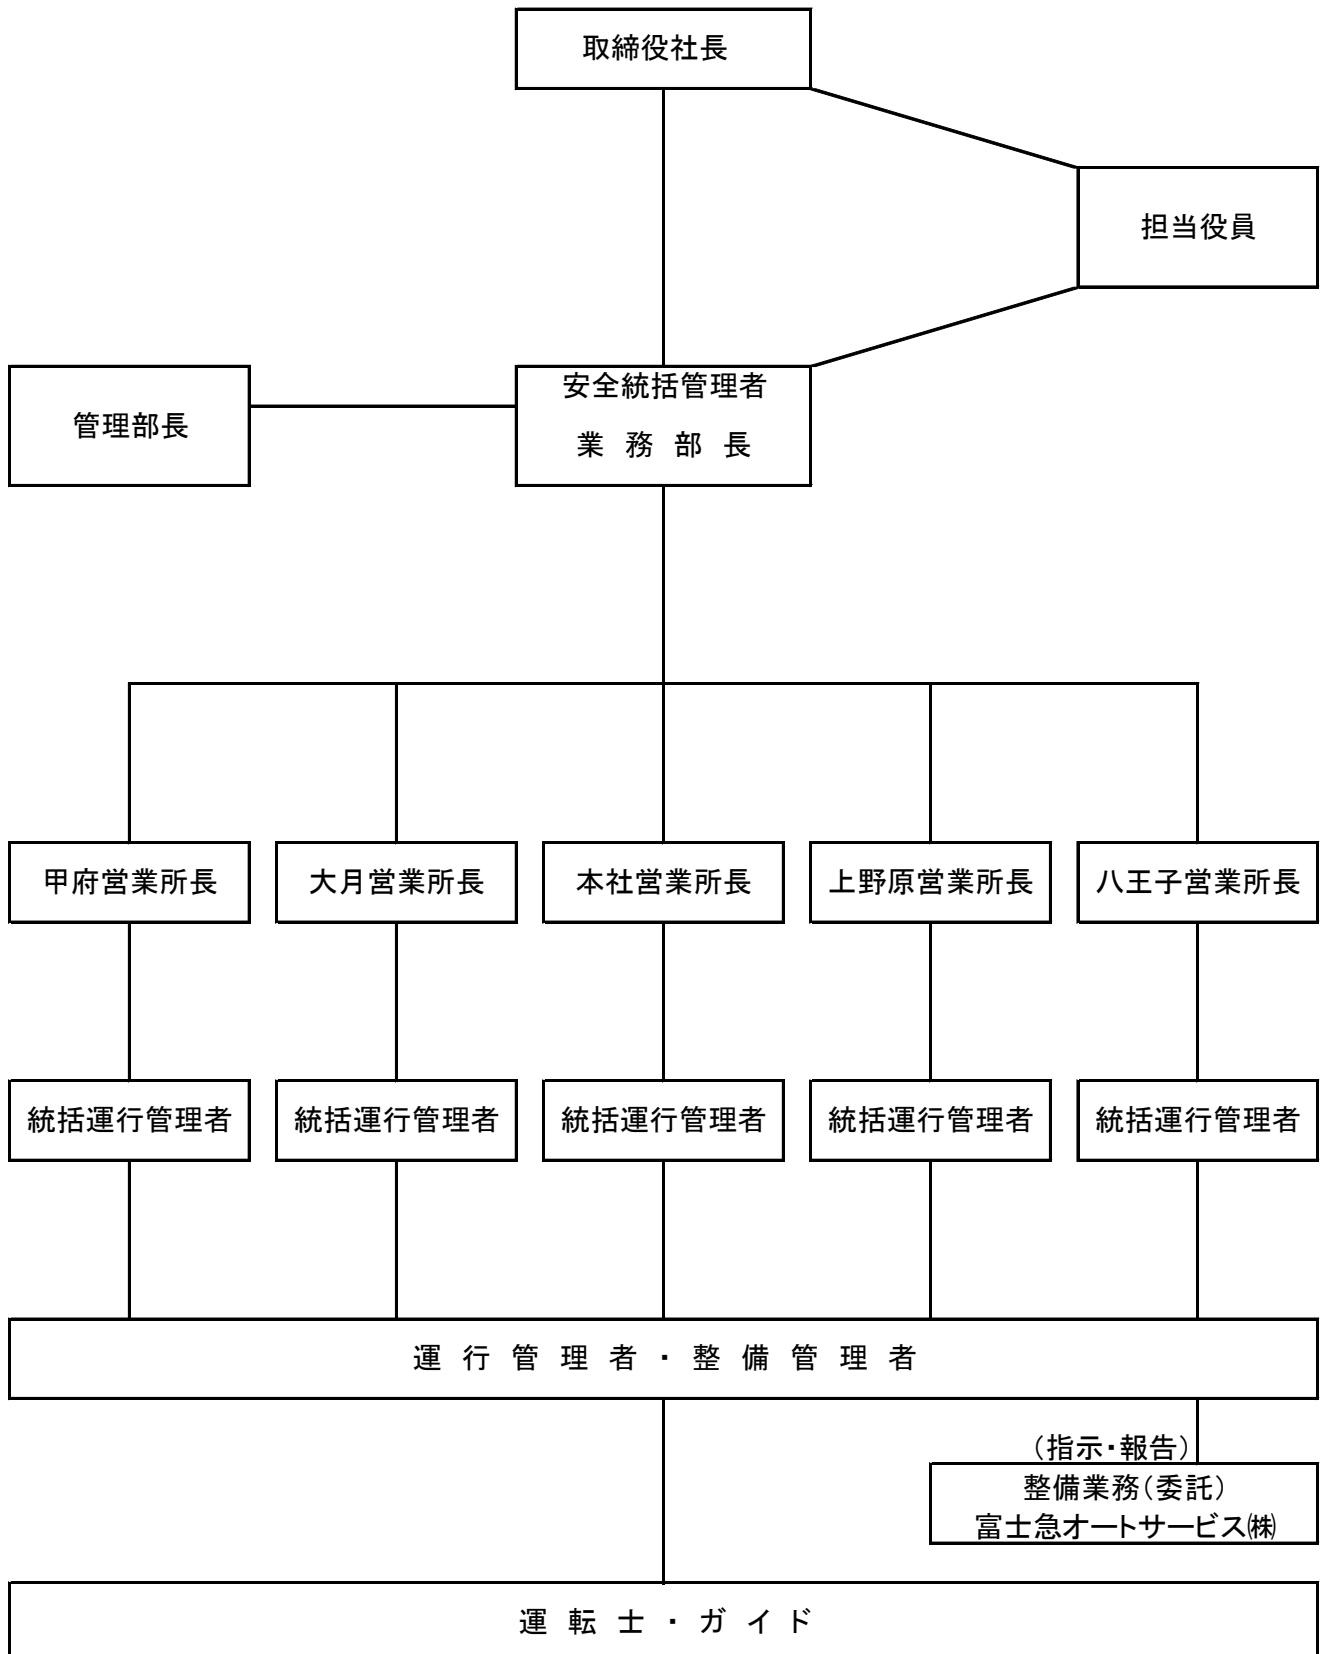 取締役社長
担当役員
管理部長
安全統括管理者
業務部長
甲府営業所長
大月営業所長
本社営業所長
上野原営業所長
八王子営業所長
統括運行管理者
統括運行管理者
統括運行管理者
統括運行管理者
統括運行管理者
運行管理者・整備管理者
(指示・報告)
整備業務(委託)
富士急オートサービス㈱
運転士・ガイド